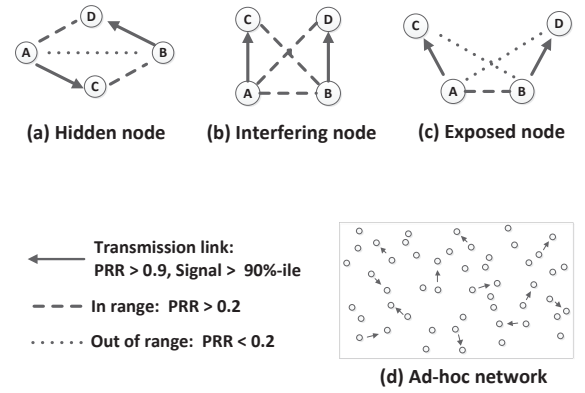 D
A
B
C
(a) Hidden node
C
D
A
B
(b) Interfering node
C
D
A
B
(c) Exposed node
Transmission link:
PRR > 0.9, Signal > 90%-ile
In range: PRR > 0.2
Out of range: PRR < 0.2
(d) Ad-hoc network